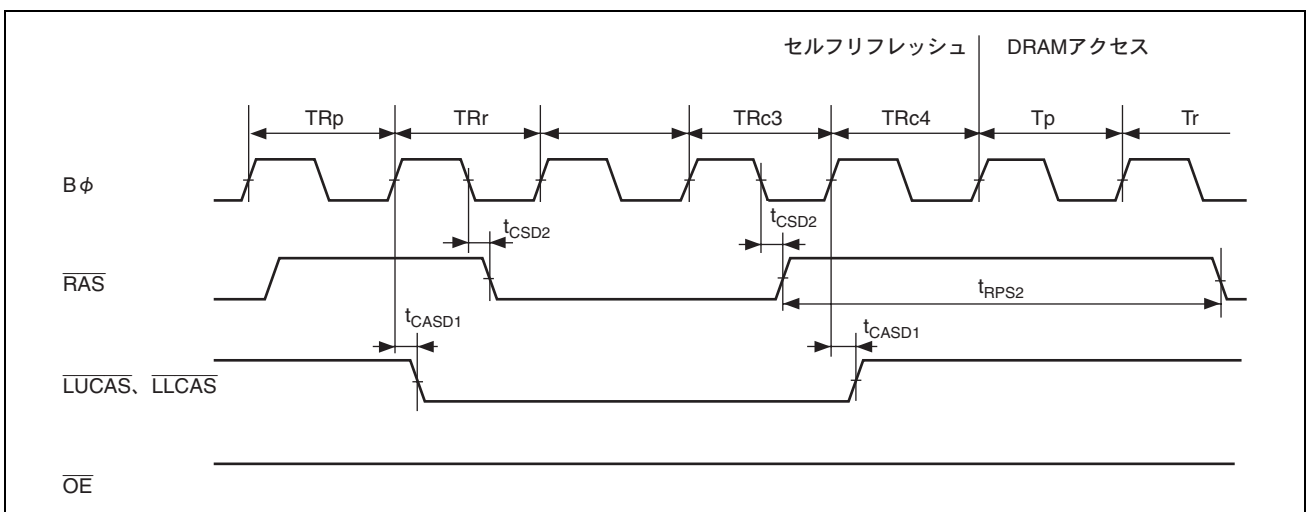 セルフリフレッシュ DRAMアクセス
TRp TRr TRc3 TRc4 Tp Tr
Bφ
tCSD2 tCSD2
RAS
tRPS2
tCASD1 tCASD1
LUCAS、LLCAS
OE